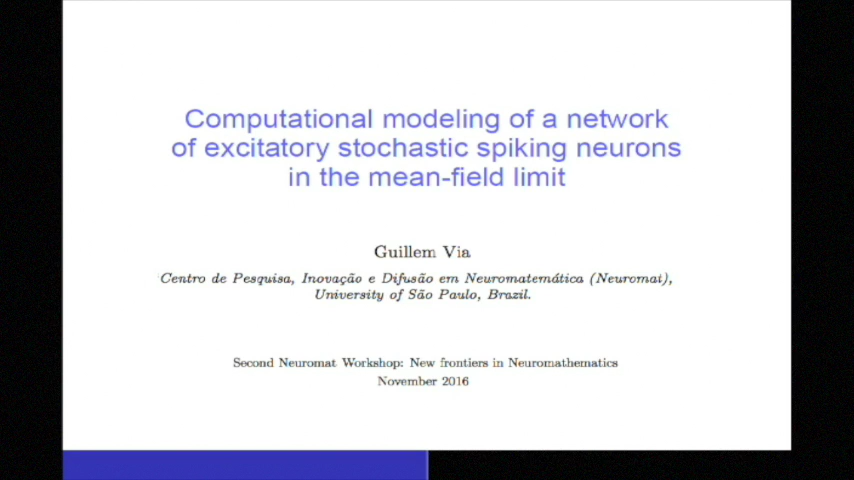 Computational modeling of a network
of excitatory stochastic spiking neurons
in the mean-field limit
Guillem Via
Centro de Pesquisa, Inovação e Difusão em Neuromatemática (Neuromat),
University of São Paulo, Brazil.
Second Neuromat Workshop: New frontiers in Neuromathematics
November 2016